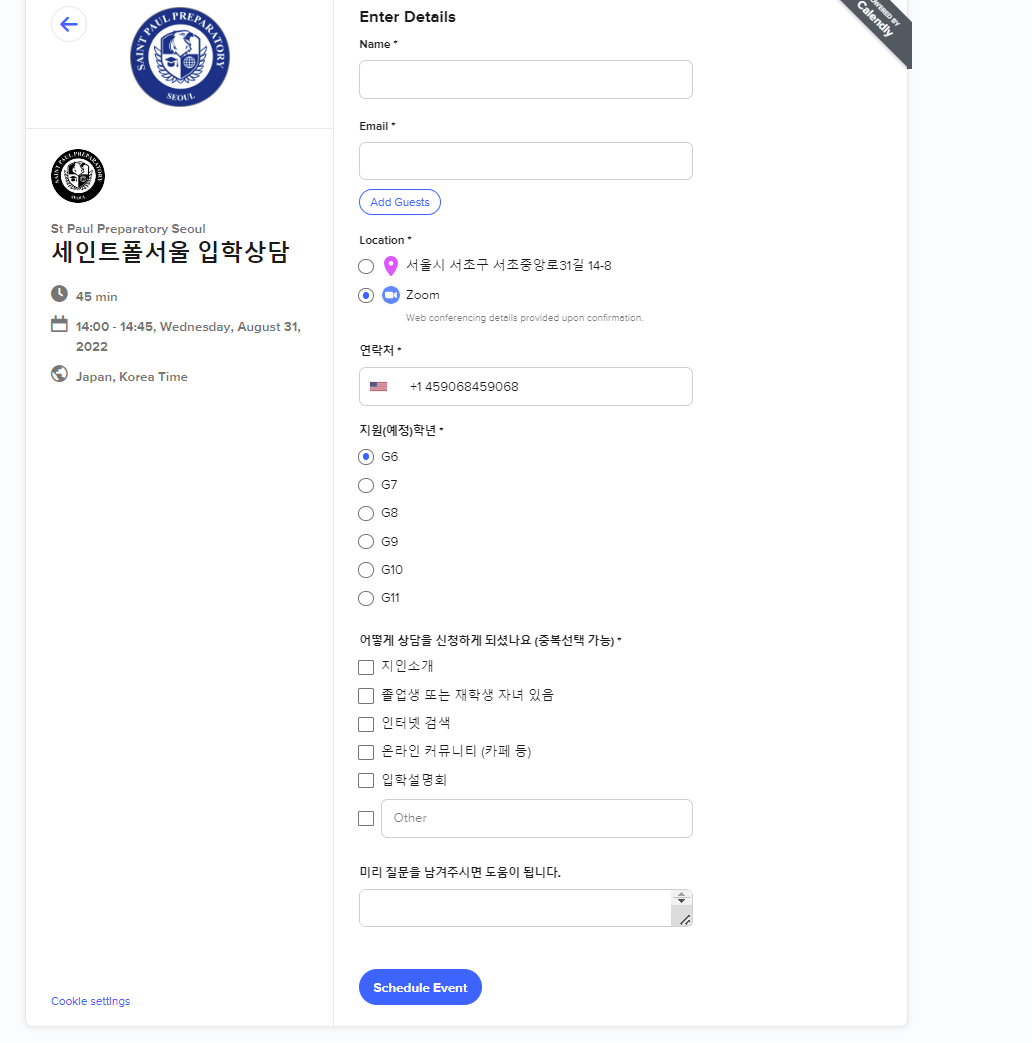 SAINT PAUL PREPARATORY
SEOUL
SAINT PAUL PREPARATORY
SEOUL
St Paul Preparatory Seoul
세인트폴서울 입학상담
45 min
14:00 - 14:45, Wednesday, August 31,
2022
Japan, Korea Time
Cookie settings
POWERED BY
Calendly
Enter Details
Name *
Email *
Add Guests
Location *
서울시 서초구 서초중앙로31길 14-8
Zoom
Web conferencing details provided upon confirmation.
연락처 *
+1 459068459068
지원(예정)학년 *
G6
G7
G8
G9
G10
G11
어떻게 상담을 신청하게 되셨나요 (중복선택 가능) *
지인소개
졸업생 또는 재학생 자녀 있음
인터넷 검색
온라인 커뮤니티 (카페 등)
입학설명회
Other
미리 질문을 남겨주시면 도움이 됩니다.
Schedule Event